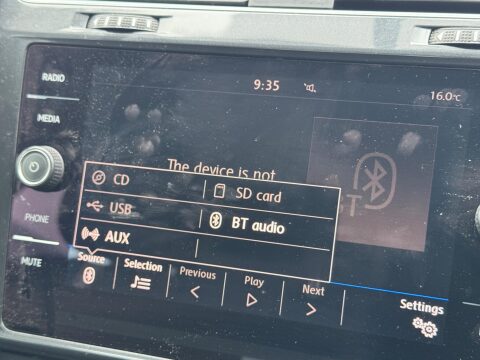 RADIO
9:35
16.0°C
MEDIA
The device is not
CD
SD card
USB
BT audio
PHONE
AUX
MUTE
Source
Selection
Previous
Play
Next
Settings